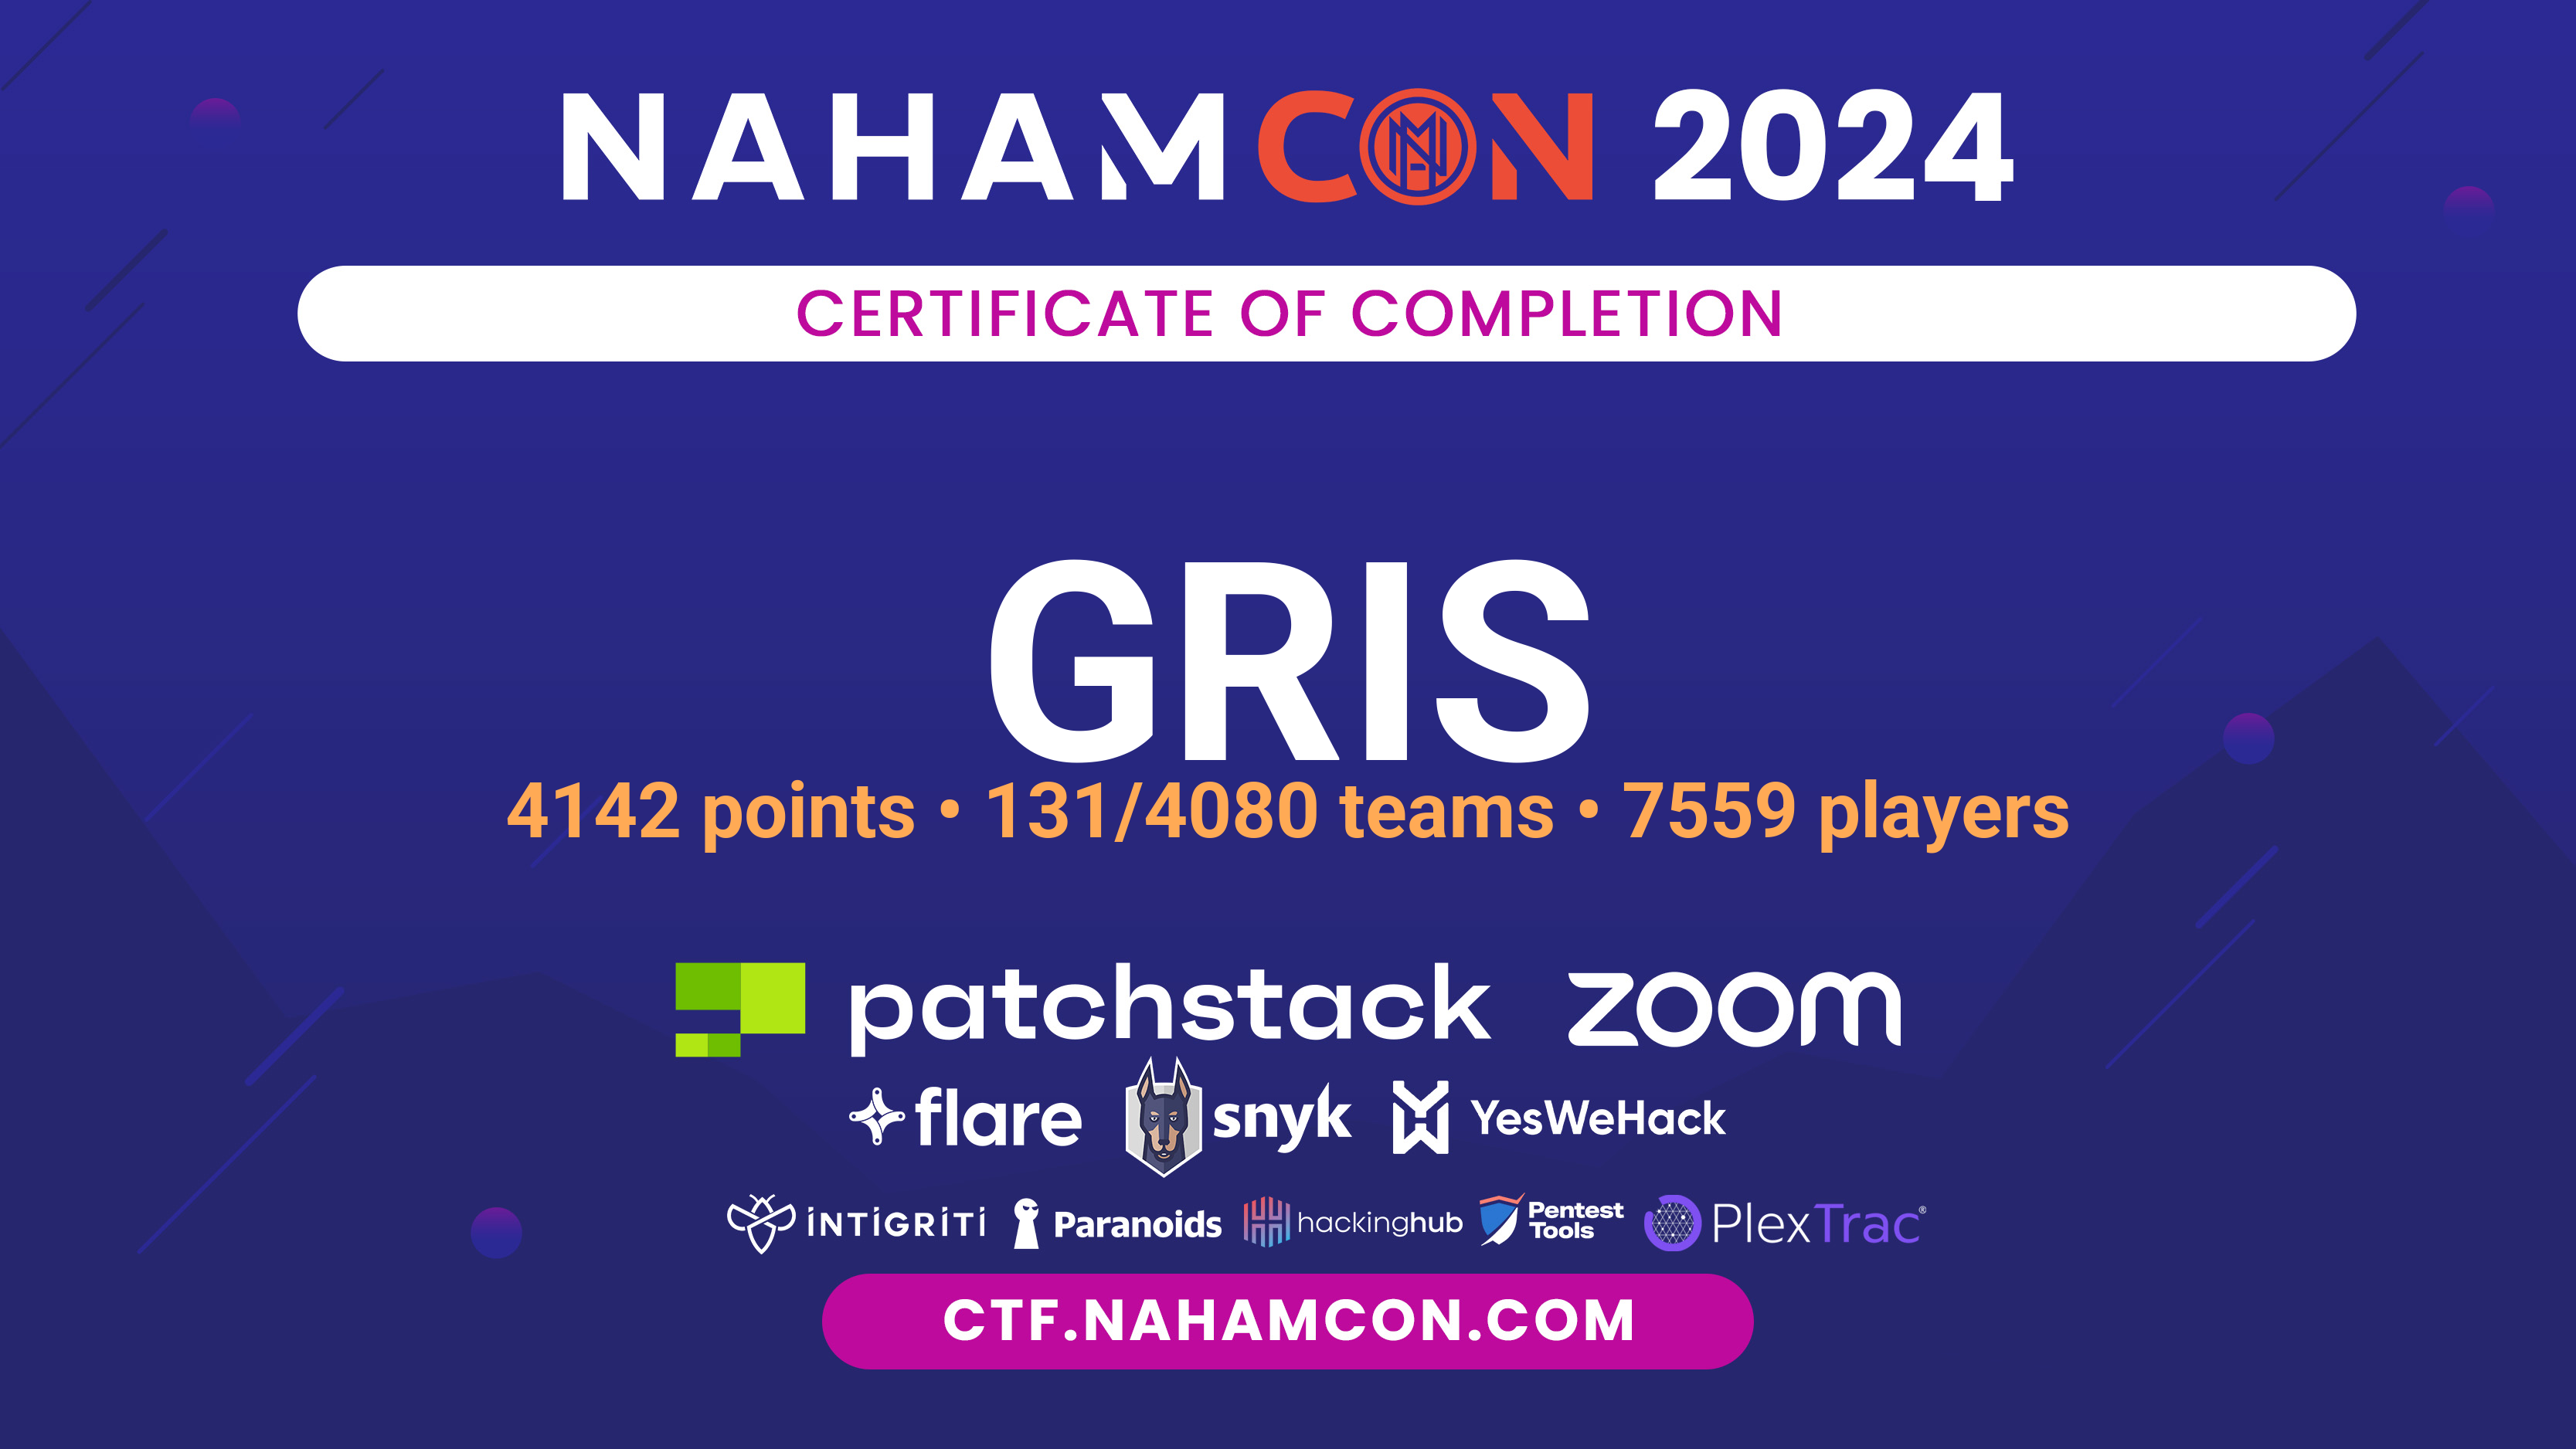 NAHAMCON 2024
CERTIFICATE OF COMPLETION
GRIS
4142 points • 131/4080 teams • 7559 players
patchstack zoom
flare snyk YesWeHack
INTIGRITI Paranoids hackinghub Pentest Tools PlexTrac®
CTF.NAHAMCON.COM